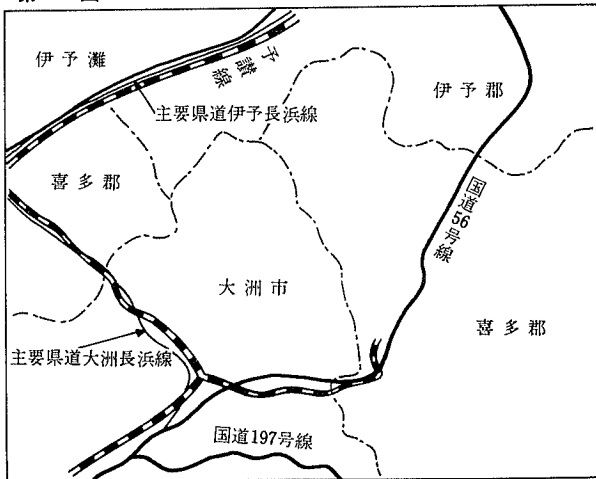 伊予灘
予讃線
伊予郡
主要県道伊予長浜線
喜多郡
国道56号線
大洲市
喜多郡
主要県道大洲長浜線
国道197号線